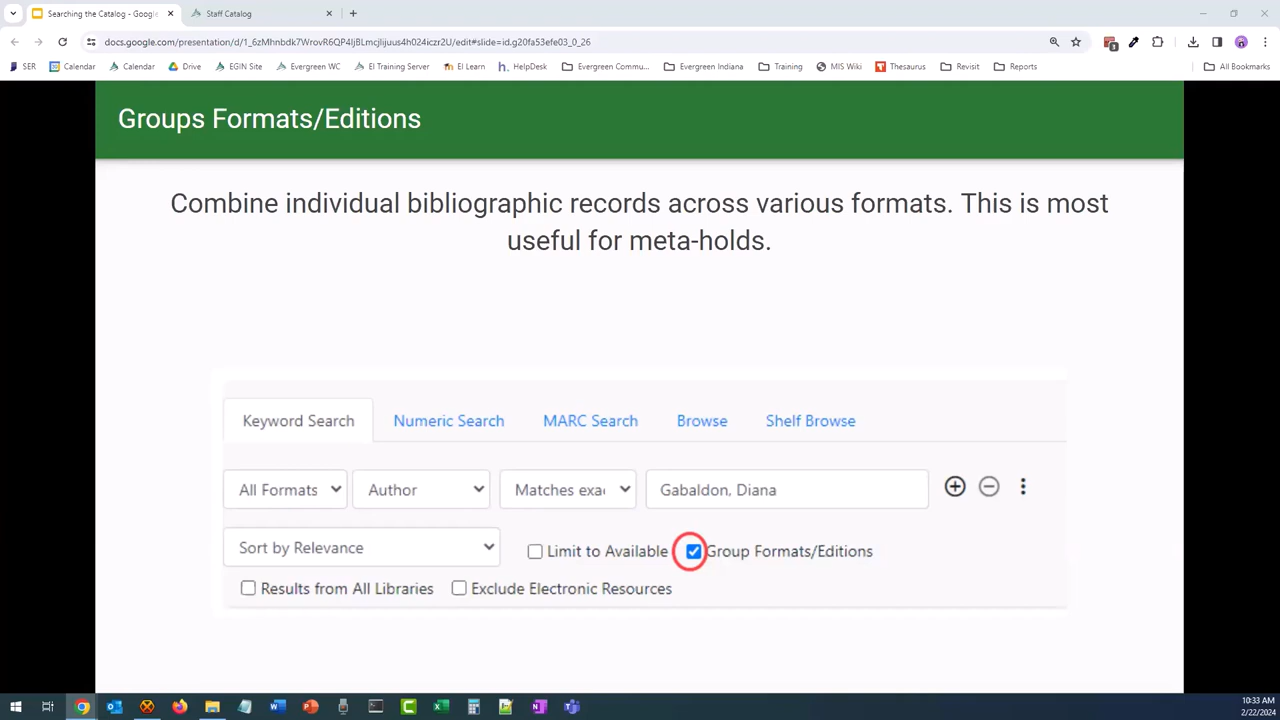 Searching the Catalog - Google
Staff Catalog
docs.google.com/presentation/d/1_6zMhnbdk7WrovR6QP4IjBLmcjlijuus4h024iczr2U/edit#slide=id.g20fa53efe03_0_26
SER Calendar Calendar Drive EGIN Site Evergreen WC EI Training Server EI Learn HelpDesk Evergreen Commu... Evergreen Indiana Training MIS Wiki Thesaurus Revisit Reports All Bookmarks
Groups Formats/Editions
Combine individual bibliographic records across various formats. This is most
useful for meta-holds.
Keyword Search Numeric Search MARC Search Browse Shelf Browse
All Formats Author Matches exac Gabaldon, Diana
Sort by Relevance Limit to Available Group Formats/Editions
Results from All Libraries Exclude Electronic Resources
10:33 AM
2/22/2024